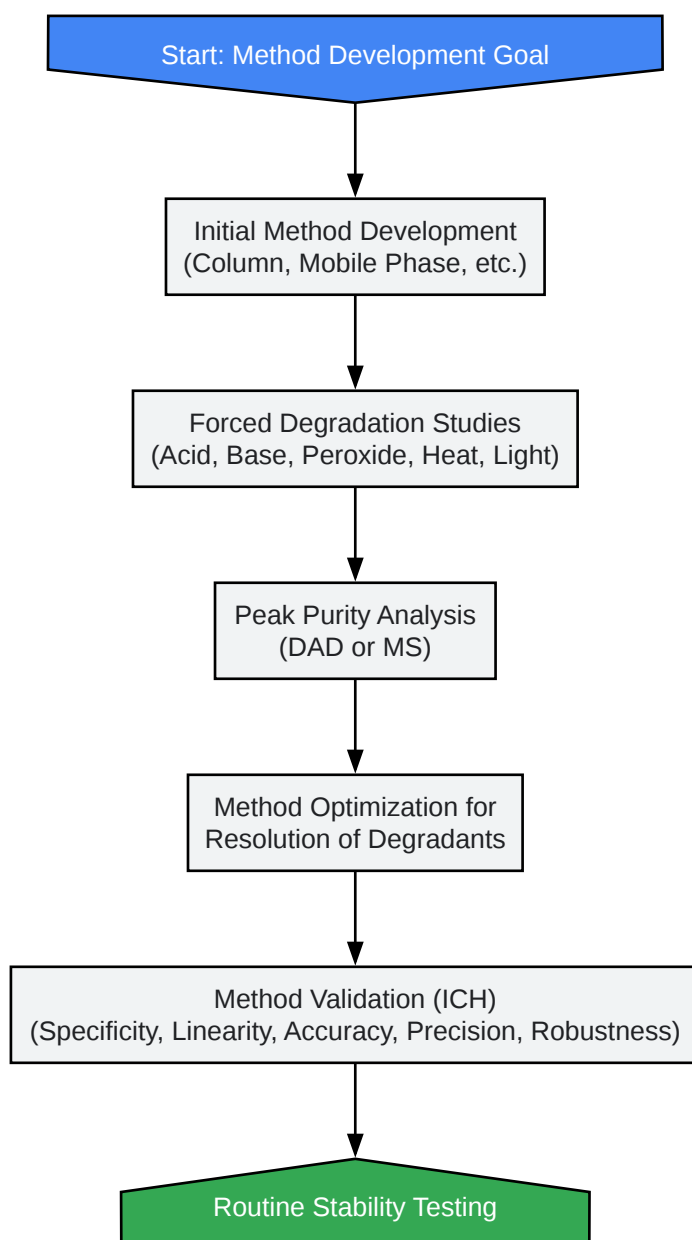 Start: Method Development Goal
Initial Method Development
(Column, Mobile Phase, etc.)
Forced Degradation Studies
(Acid, Base, Peroxide, Heat, Light)
Peak Purity Analysis
(DAD or MS)
Method Optimization for
Resolution of Degradants
Method Validation (ICH)
(Specificity, Linearity, Accuracy, Precision, Robustness)
Routine Stability Testing